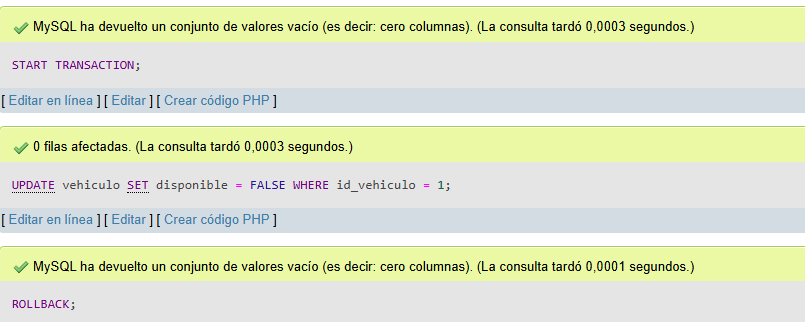 MySQL ha devuelto un conjunto de valores vacío (es decir: cero columnas). (La consulta tardó 0,0003 segundos.)
START TRANSACTION;
[ Editar en línea ] [ Editar ] [ Crear código PHP ]
0 filas afectadas. (La consulta tardó 0,0003 segundos.)
UPDATE vehiculo SET disponible = FALSE WHERE id_vehiculo = 1;
[ Editar en línea ] [ Editar ] [ Crear código PHP ]
MySQL ha devuelto un conjunto de valores vacío (es decir: cero columnas). (La consulta tardó 0,0001 segundos.)
ROLLBACK;